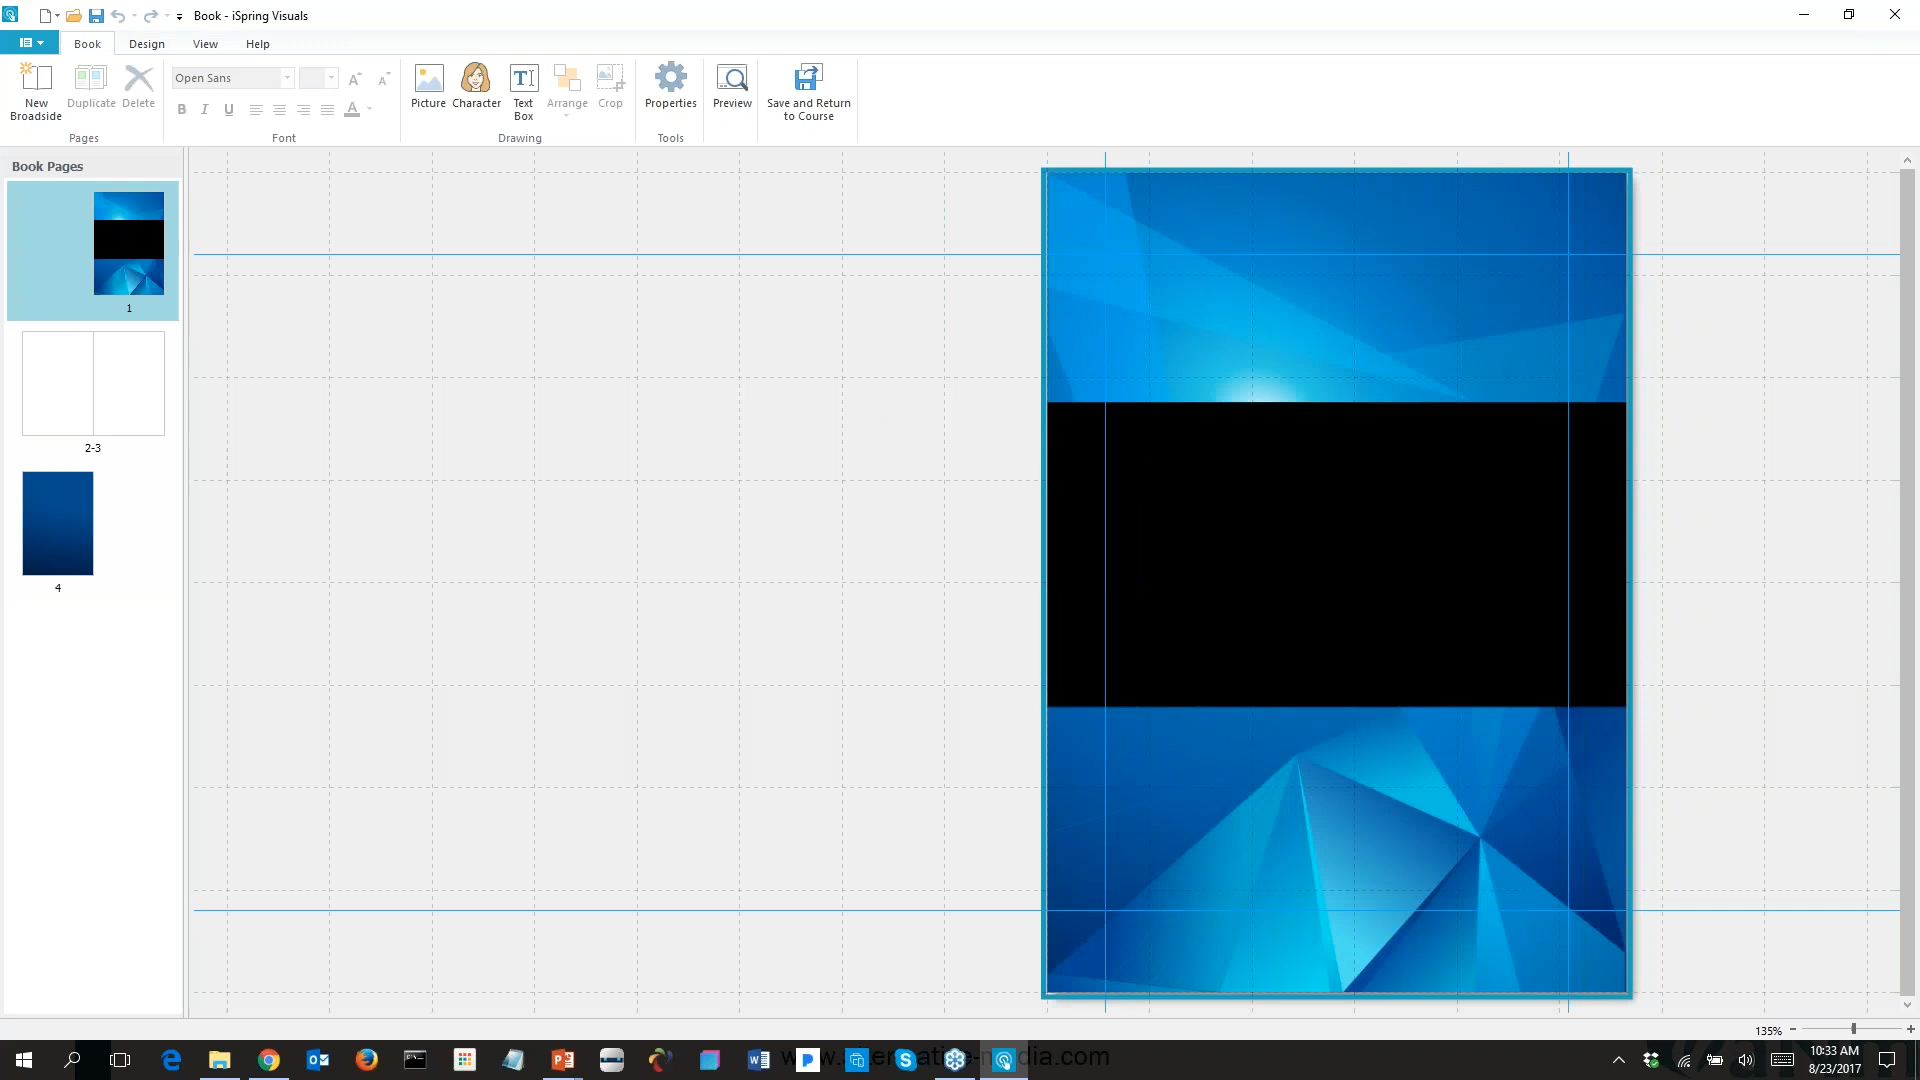 Book - iSpring Visuals
Book Design View Help
New Broadside
Duplicate
Delete
Pages
Open Sans
B I U
Font
Picture
Character
Text Box
Arrange
Crop
Drawing
Properties
Tools
Preview
Save and Return to Course
Book Pages
1
2-3
4
135%
10:33 AM
8/23/2017